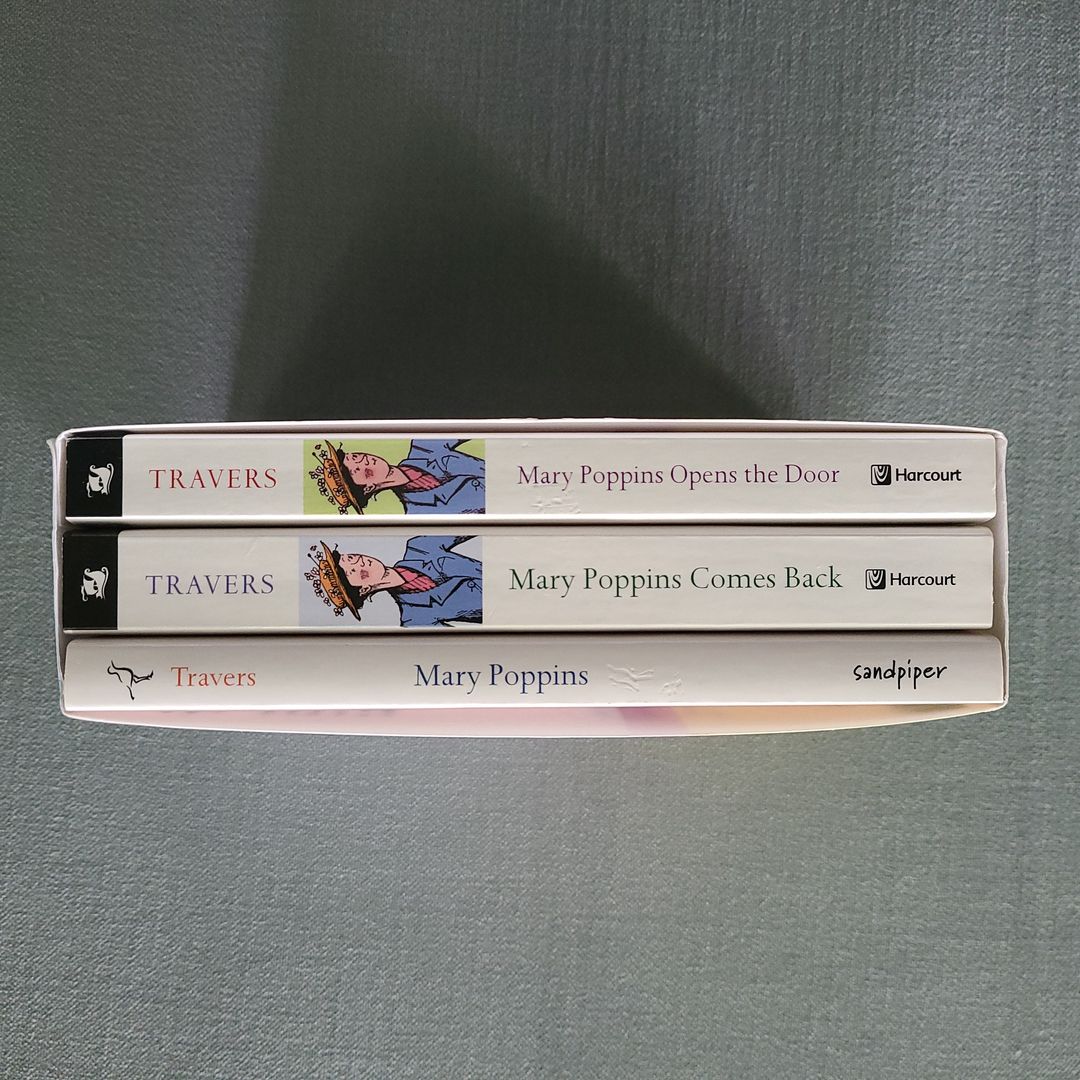 TRAVERS Mary Poppins Opens the Door Harcourt
TRAVERS Mary Poppins Comes Back Harcourt
Travers Mary Poppins sandpiper